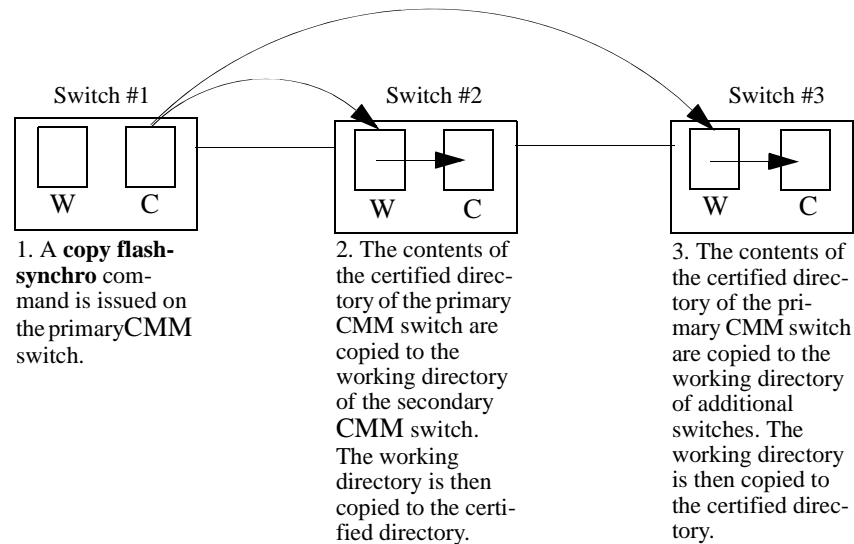 Switch #1
Switch #2
Switch #3
W
C
W
C
W
C
1. A copy flash-
synchro com-
mand is issued on
the primary CMM
switch.
2. The contents of
the certified direc-
tory of the primary
CMM switch are
copied to the
working directory
of the secondary
CMM switch.
The working
directory is then
copied to the certi-
fied directory.
3. The contents of
the certified direc-
tory of the pri-
mary CMM switch
are copied to the
working directory
of additional
switches. The
working directory
is then copied to
the certified direc-
tory.